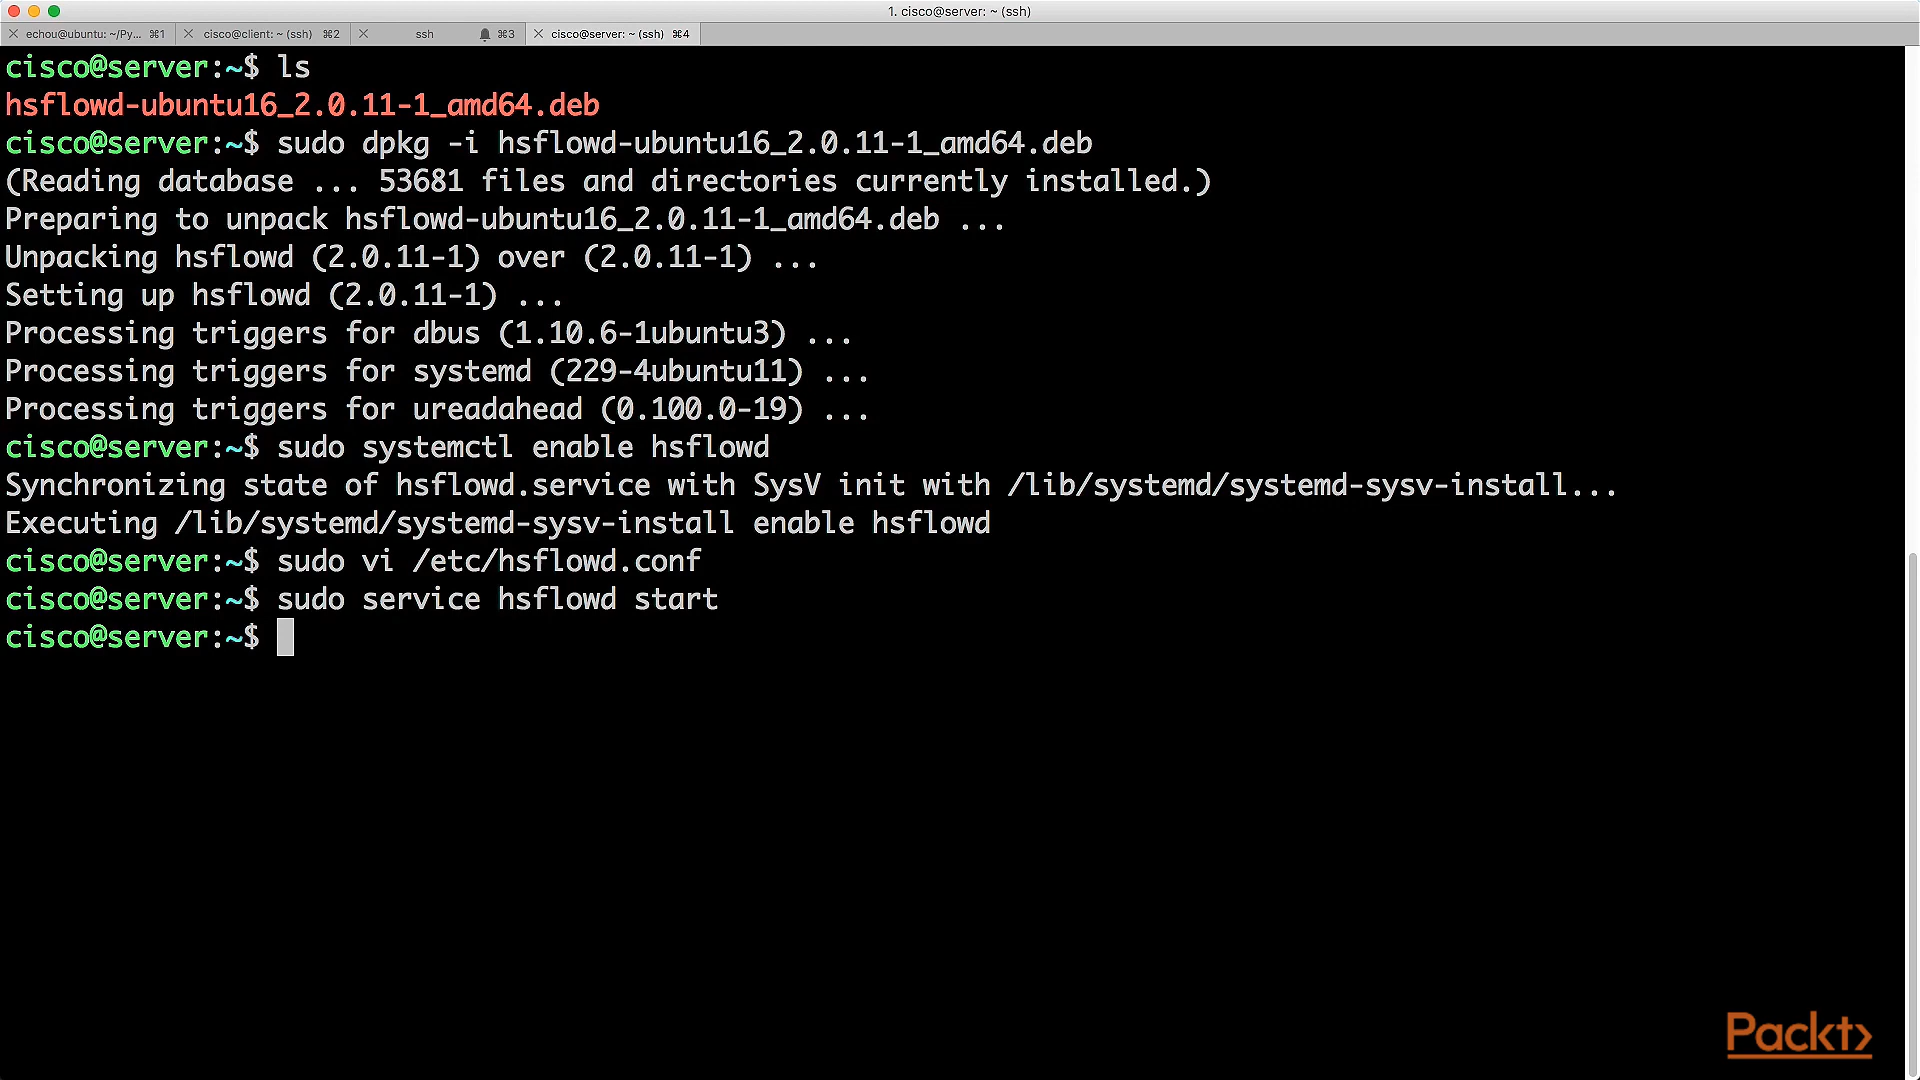 1. cisco@server: ~ (ssh)
echou@ubuntu: ~/Py... ⌘1 cisco@client: ~ (ssh) ⌘2 ssh ⌘3 cisco@server: ~ (ssh) ⌘4
cisco@server:~$ ls
hsflowd-ubuntu16_2.0.11-1_amd64.deb
cisco@server:~$ sudo dpkg -i hsflowd-ubuntu16_2.0.11-1_amd64.deb
(Reading database ... 53681 files and directories currently installed.)
Preparing to unpack hsflowd-ubuntu16_2.0.11-1_amd64.deb ...
Unpacking hsflowd (2.0.11-1) over (2.0.11-1) ...
Setting up hsflowd (2.0.11-1) ...
Processing triggers for dbus (1.10.6-1ubuntu3) ...
Processing triggers for systemd (229-4ubuntu11) ...
Processing triggers for ureadahead (0.100.0-19) ...
cisco@server:~$ sudo systemctl enable hsflowd
Synchronizing state of hsflowd.service with SysV init with /lib/systemd/systemd-sysv-install...
Executing /lib/systemd/systemd-sysv-install enable hsflowd
cisco@server:~$ sudo vi /etc/hsflowd.conf
cisco@server:~$ sudo service hsflowd start
cisco@server:~$
Packt>